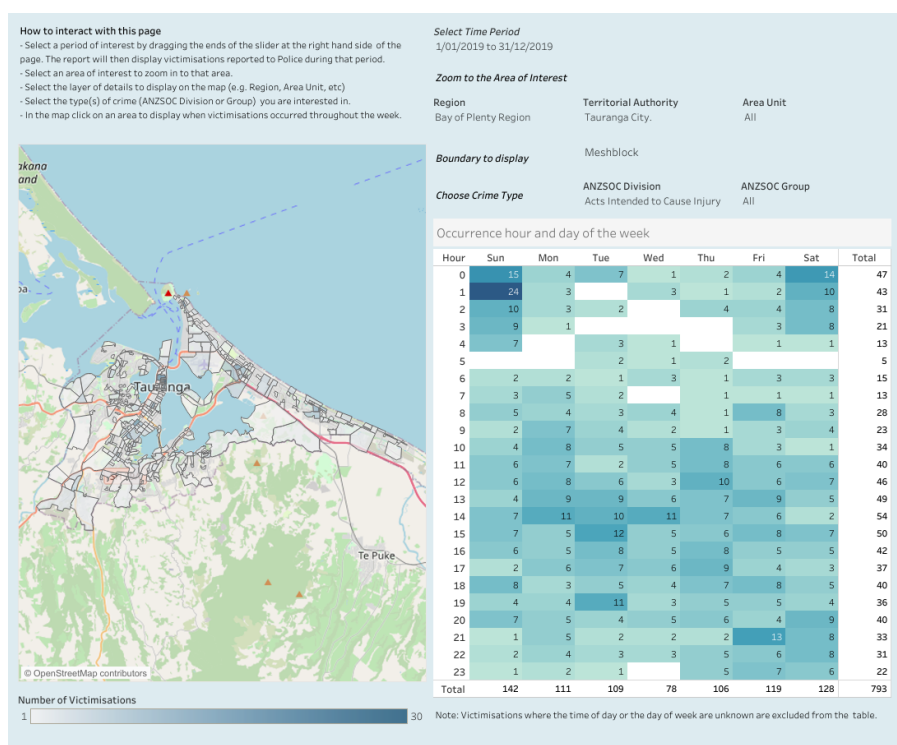 How to interact with this page
- Select a period of interest by dragging the ends of the slider at the right hand side of the
page. The report will then display victimisations reported to Police during that period.
- Select an area of interest to zoom in to that area.
- Select the layer of details to display on the map (e.g. Region, Area Unit, etc)
- Select the type(s) of crime (ANZSOC Division or Group) you are interested in.
- In the map click on an area to display when victimisations occurred throughout the week.
Select Time Period
1/01/2019 to 31/12/2019
Zoom to the Area of Interest
Region Territorial Authority Area Unit
Bay of Plenty Region Tauranga City. All
Boundary to display Meshblock
Choose Crime Type
ANZSOC Division ANZSOC Group
Acts Intended to Cause Injury All
akana
and
Te Puke
© OpenStreetMap contributors
Number of Victimisations
1 30
Occurrence hour and day of the week
Hour Sun Mon Tue Wed Thu Fri Sat Total
0 15 4 7 1 2 4 14 47
1 24 3 3 1 2 10 43
2 10 3 2 4 4 8 31
3 9 1 3 8 21
4 7 3 1 1 1 13
5 2 1 2 5
6 2 2 1 3 1 3 3 15
7 3 5 2 1 1 1 13
8 5 4 3 4 1 8 3 28
9 2 7 4 2 1 3 4 23
10 4 8 5 5 8 3 1 34
11 6 7 2 5 8 6 6 40
12 6 8 6 3 10 6 7 46
13 4 9 9 6 7 9 5 49
14 7 11 10 11 7 6 2 54
15 7 5 12 5 6 8 7 50
16 6 5 8 5 8 5 5 42
17 2 6 7 6 9 4 3 37
18 8 3 5 4 7 8 5 40
19 4 4 11 3 5 5 4 36
20 7 5 4 5 4 6 9 40
21 1 5 2 2 2 13 8 33
22 2 4 3 3 5 6 8 31
23 1 2 1 5 7 6 22
Total 142 111 109 78 106 119 128 793
Note: Victimisations where the time of day or the day of week are unknown are excluded from the table.